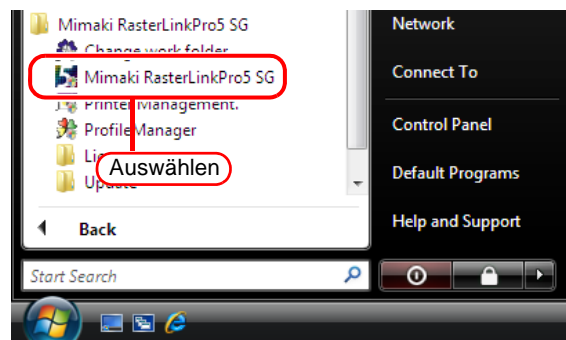 Mimaki RasterLinkPro5 SG
Change work folder
Mimaki RasterLinkPro5 SG
Printer Management.
ProfileManager
Auswählen
Back
Start Search
Network
Connect To
Control Panel
Default Programs
Help and Support